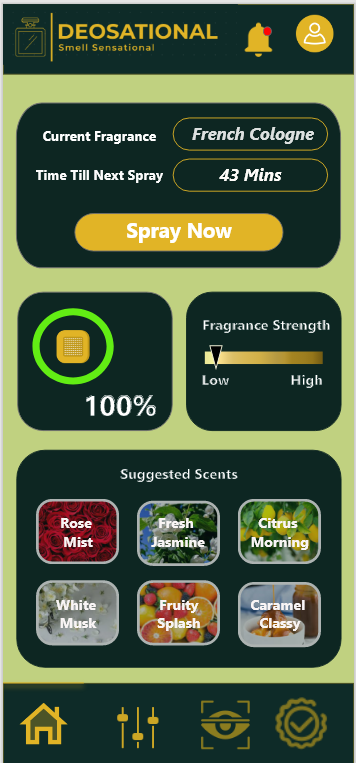 DEOSATIONAL
Smell Sensational
Current Fragrance French Cologne
Time Till Next Spray 43 Mins
Spray Now
100%
Fragrance Strength
Low High
Suggested Scents
Rose Mist
Fresh Jasmine
Citrus Morning
White Musk
Fruity Splash
Caramel Classy